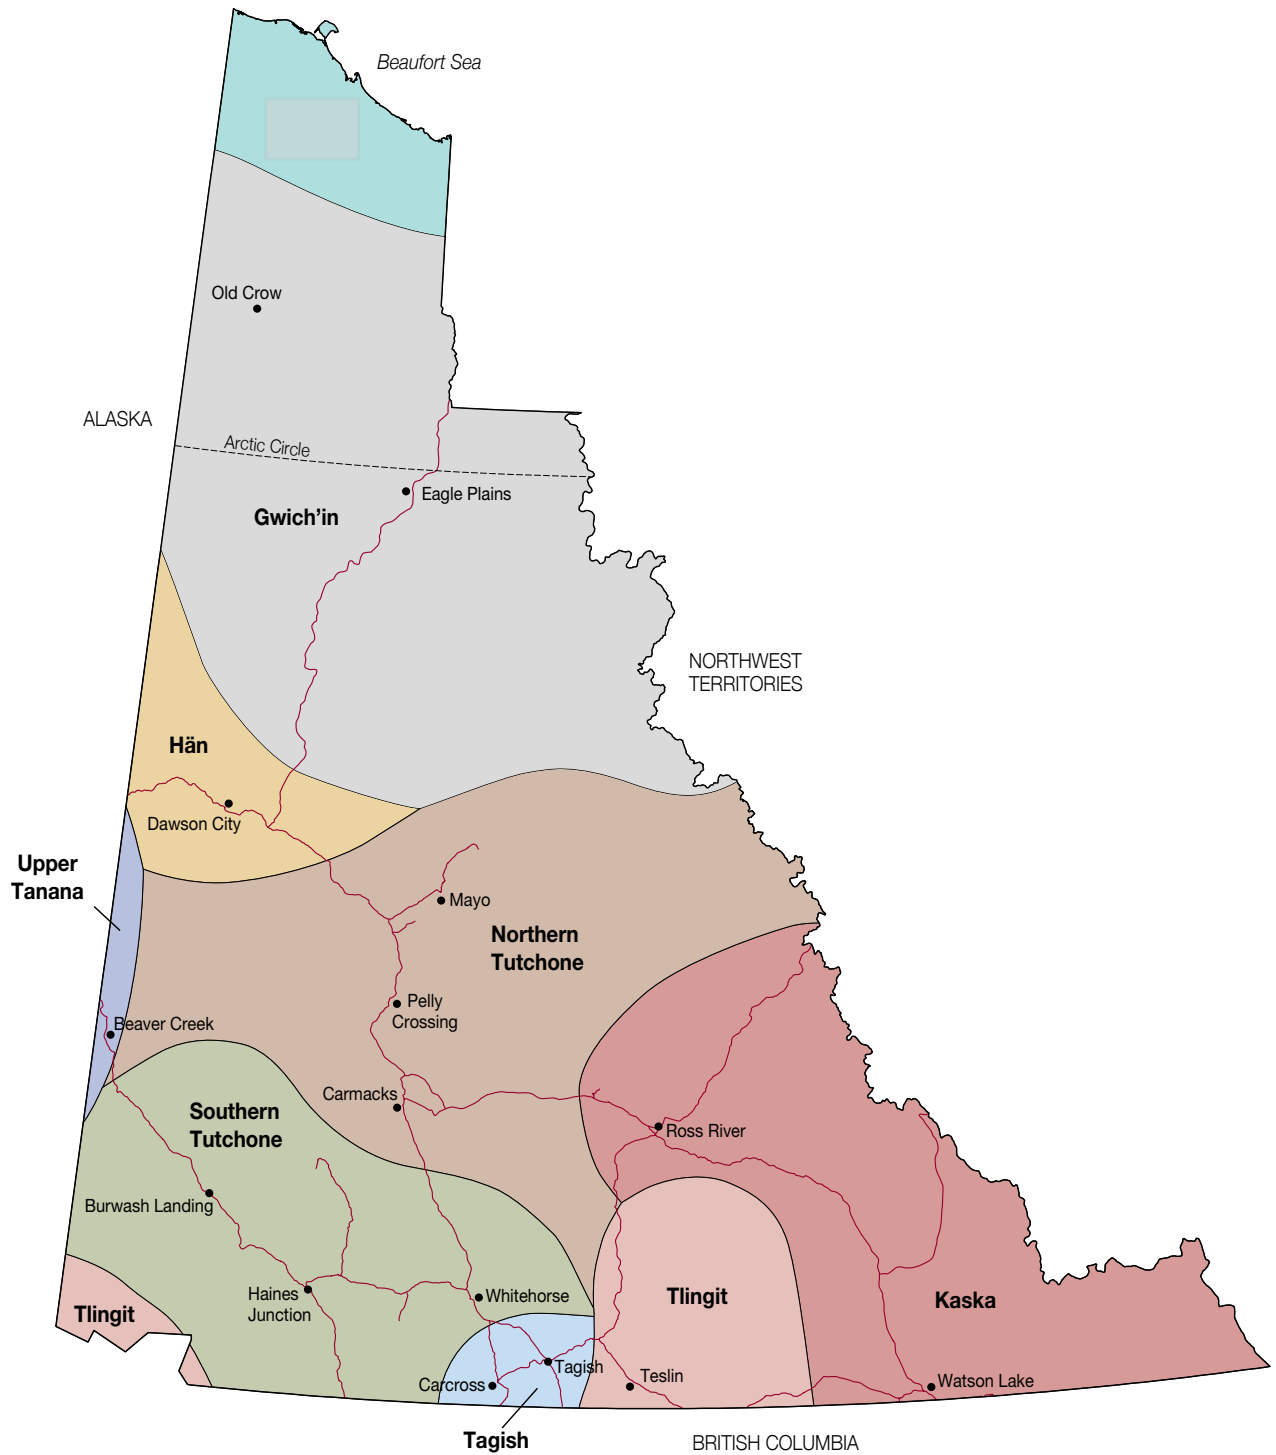 Beaufort Sea
Old Crow
ALASKA
Arctic Circle
Eagle Plains
Gwich’in
NORTHWEST
TERRITORIES
Hän
Dawson City
Upper
Tanana
Mayo
Northern
Tutchone
Pelly
Crossing
Beaver Creek
Carmacks
Southern
Tutchone
Ross River
Burwash Landing
Haines
Junction
Whitehorse
Tlingit
Tlingit
Kaska
Tagish
Carcross
Teslin
Watson Lake
Tagish
BRITISH COLUMBIA